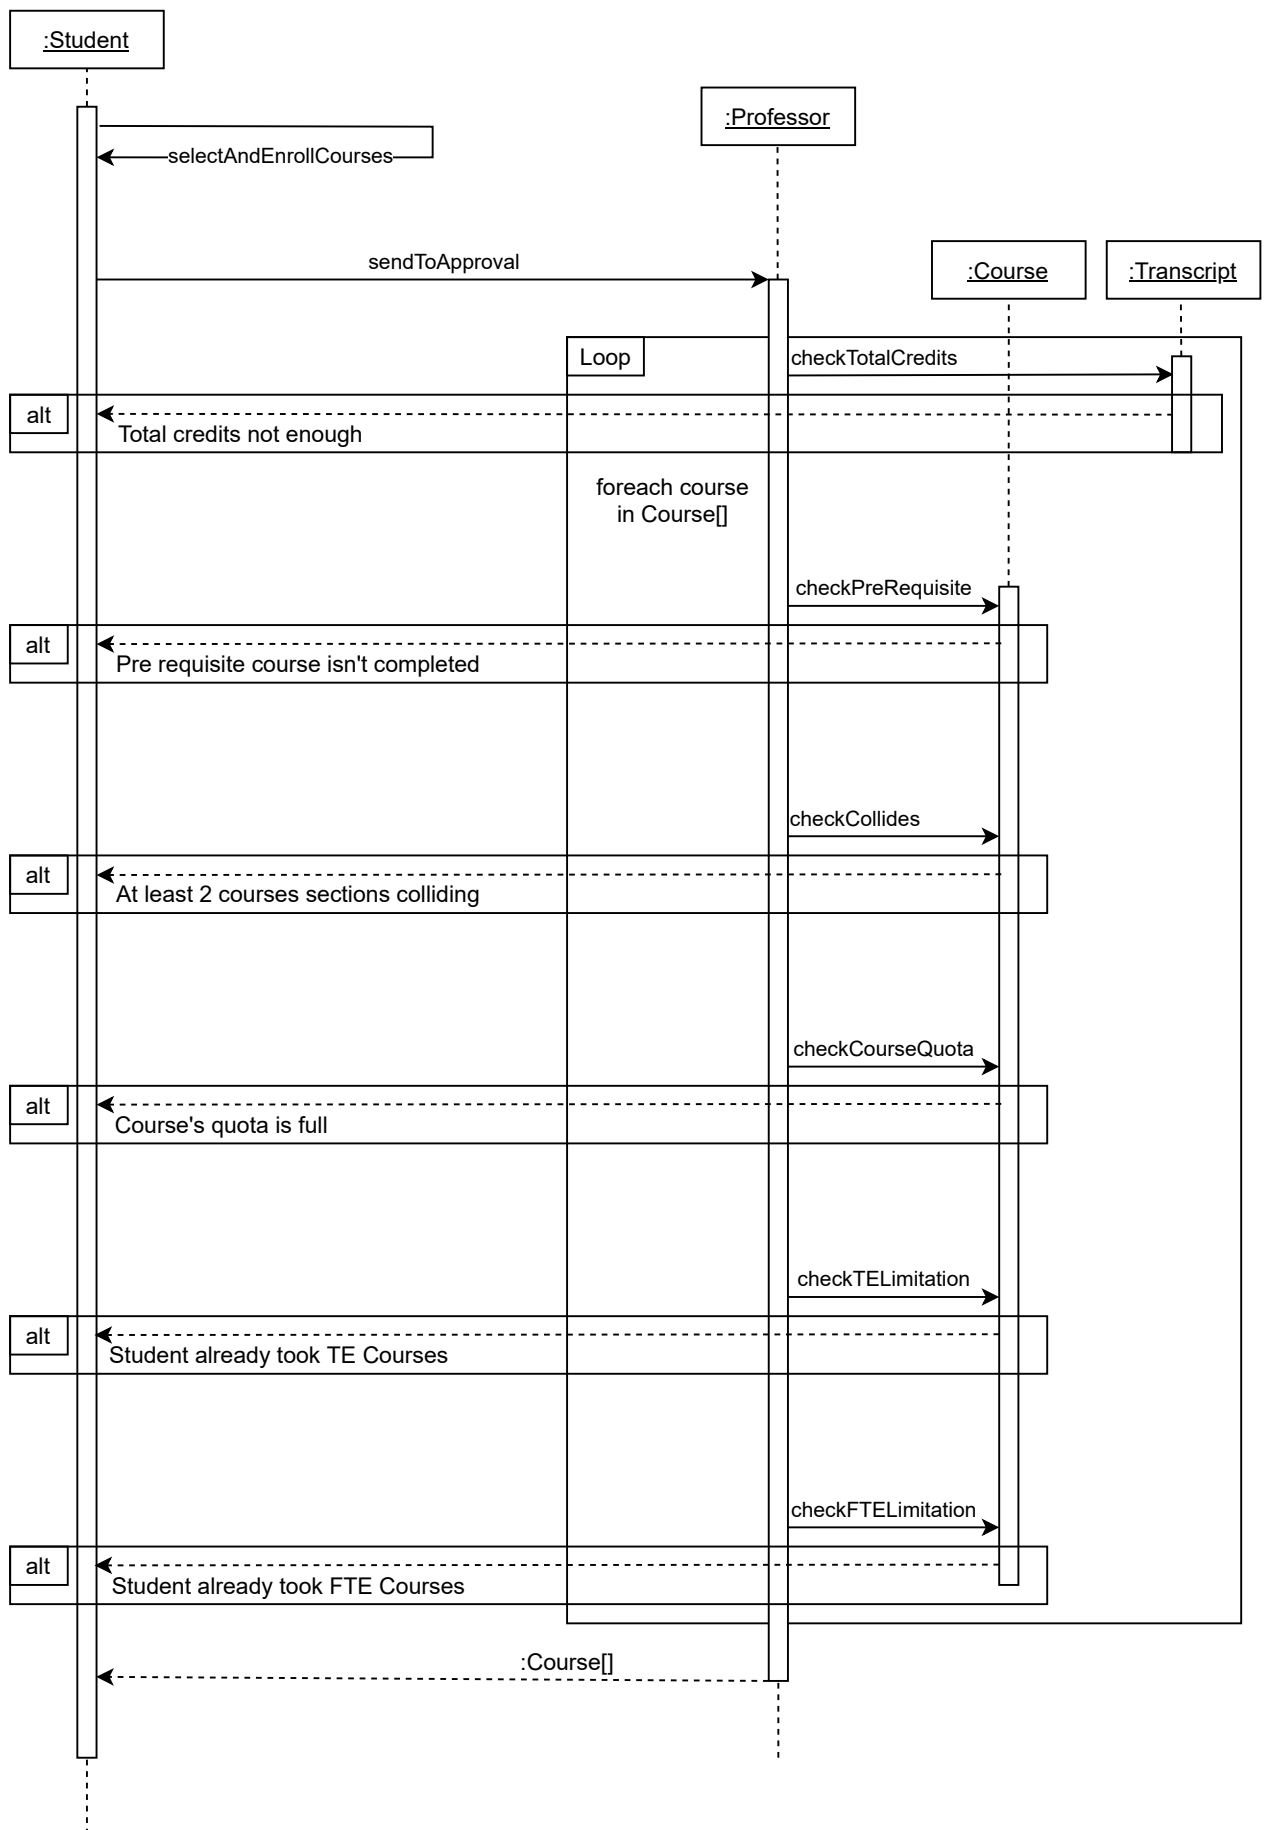 :Student
:Professor
selectAndEnrollCourses
sendToApproval
:Course
:Transcript
Loop
checkTotalCredits
alt
Total credits not enough
foreach course
in Course[]
checkPreRequisite
alt
Pre requisite course isn't completed
checkCollides
alt
At least 2 courses sections colliding
checkCourseQuota
alt
Course's quota is full
checkTELimitation
alt
Student already took TE Courses
checkFTELimitation
alt
Student already took FTE Courses
:Course[]